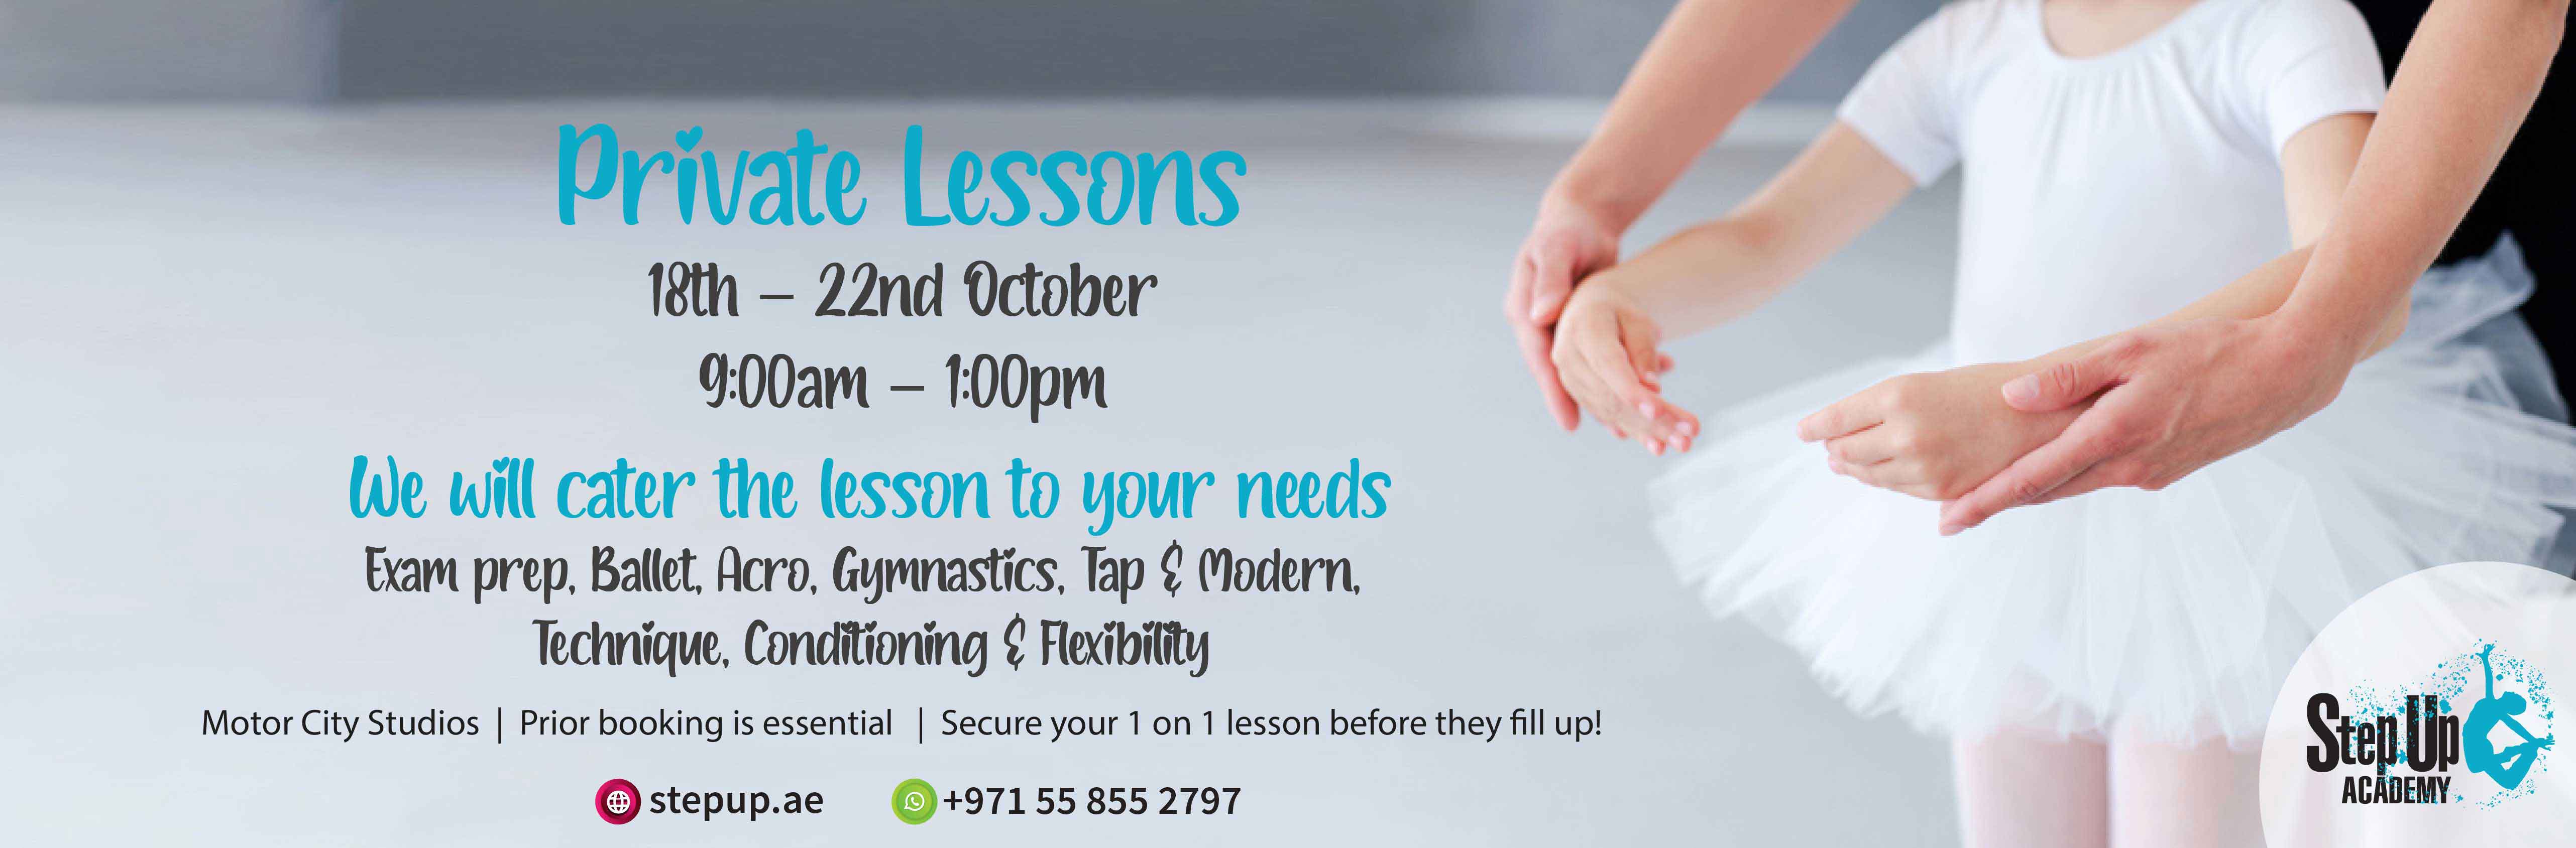 Private Lessons
18th – 22nd October
9:00am – 1:00pm
We will cater the lesson to your needs
Exam prep, Ballet, Acro, Gymnastics, Tap & Modern,
Technique, Conditioning & Flexibility
Motor City Studios | Prior booking is essential | Secure your 1 on 1 lesson before they fill up!
stepup.ae +971 55 855 2797
Step Up
ACADEMY